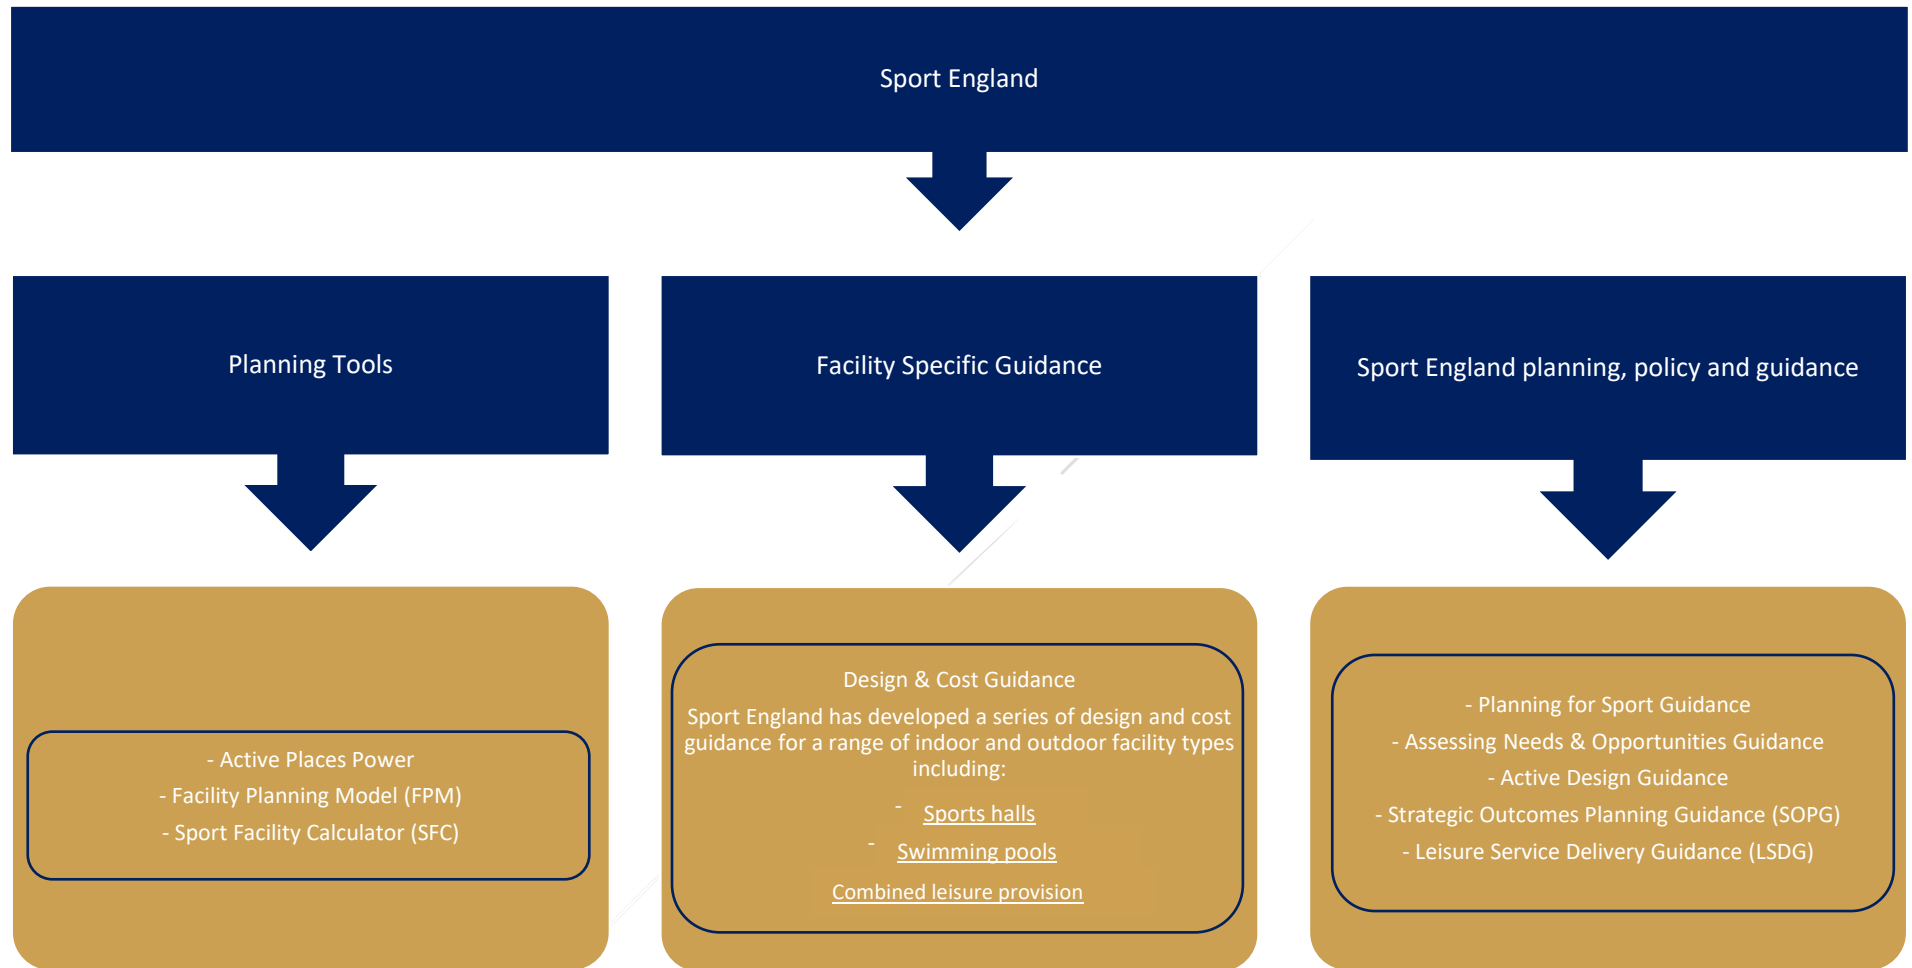 Sport England
Planning Tools
Facility Specific Guidance
Sport England planning, policy and guidance
- Active Places Power
- Facility Planning Model (FPM)
- Sport Facility Calculator (SFC)
Design & Cost Guidance
Sport England has developed a series of design and cost
guidance for a range of indoor and outdoor facility types
including:
- Sports halls
- Swimming pools
Combined leisure provision
- Planning for Sport Guidance
- Assessing Needs & Opportunities Guidance
- Active Design Guidance
- Strategic Outcomes Planning Guidance (SOPG)
- Leisure Service Delivery Guidance (LSDG)